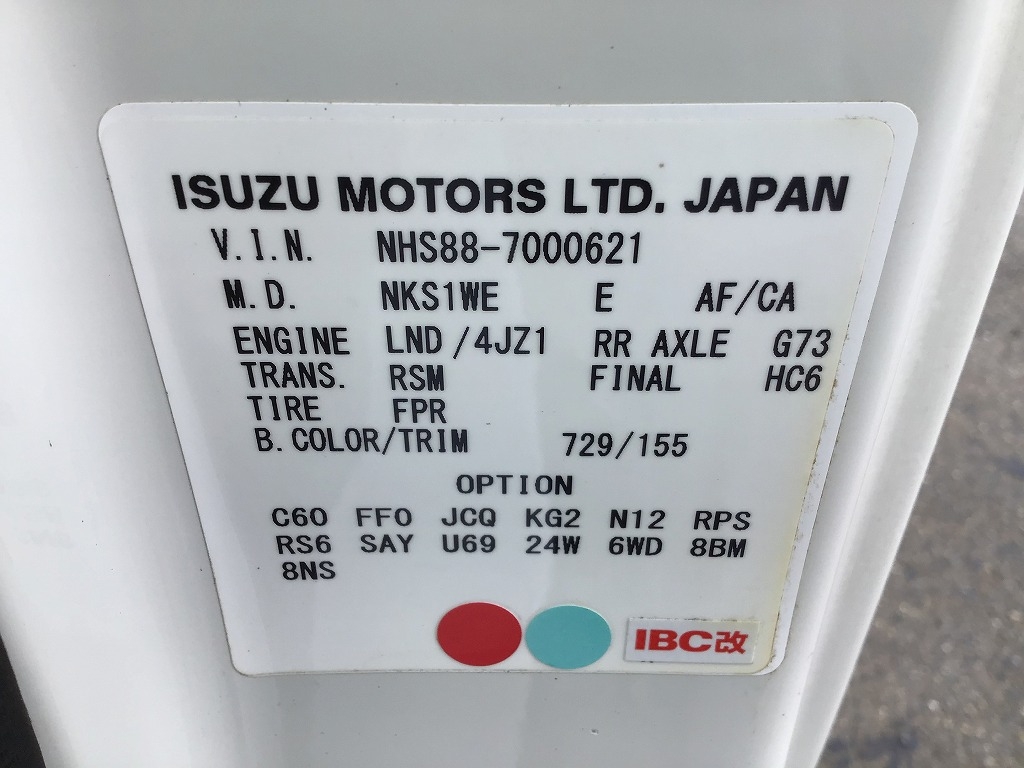 ISUZU MOTORS LTD. JAPAN
V.I.N. NHS88-7000621
M.D. NKS1WE E AF/CA
ENGINE LND/4JZ1 RR AXLE G73
TRANS. RSM FINAL HC6
TIRE FPR
B.COLOR/TRIM 729/155
OPTION
C60 FF0 JCQ KG2 N12 RPS
RS6 SAY U69 24W 6WD 8BM
8NS
IBC改